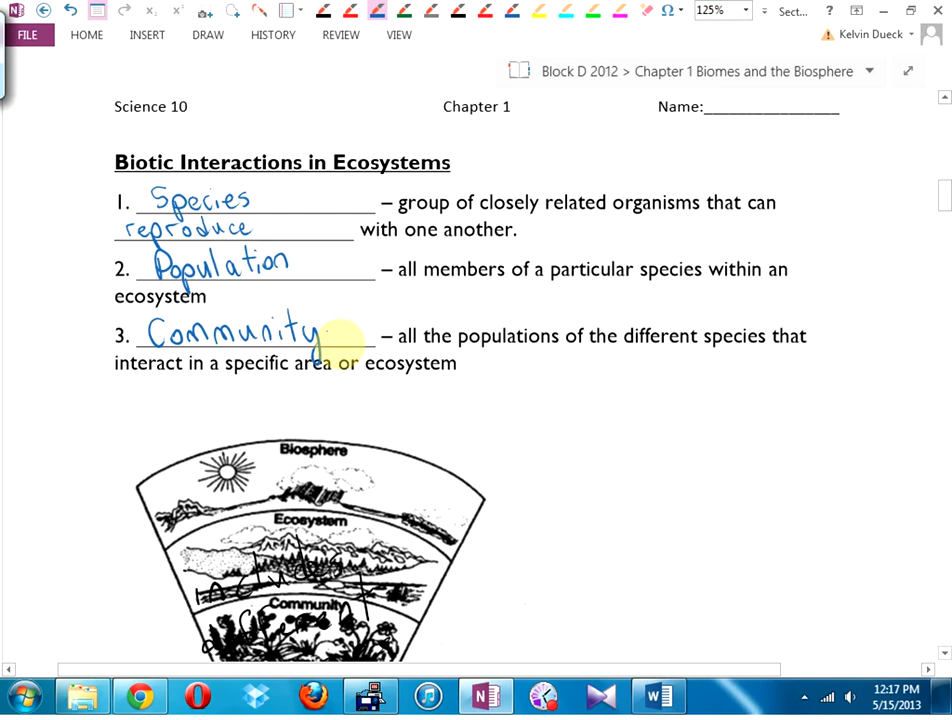 125%
Sect...
FILE HOME INSERT DRAW HISTORY REVIEW VIEW
Kelvin Dueck
Block D 2012 > Chapter 1 Biomes and the Biosphere
Science 10 Chapter 1 Name:_________________
Biotic Interactions in Ecosystems
1. Species – group of closely related organisms that can
reproduce with one another.
2. Population – all members of a particular species within an
ecosystem
3. Community – all the populations of the different species that
interact in a specific area or ecosystem
Biosphere
Ecosystem
includes
Community
12:17 PM
5/15/2013